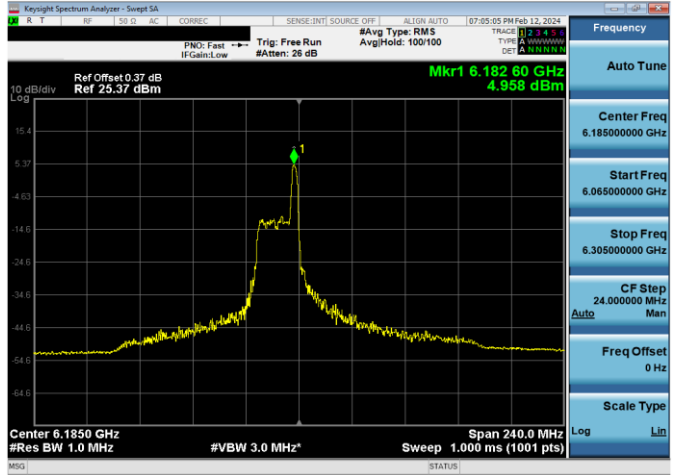 Keysight Spectrum Analyzer - Swept SA
R T RF 50 Ω AC CORREC SENSE:INT SOURCE OFF ALIGN AUTO 07:05:05 PM Feb 12, 2024
PNO: Fast
IFGain:Low
Trig: Free Run
#Atten: 26 dB
#Avg Type: RMS
Avg|Hold: 100/100
TRACE 1 2 3 4 5 6
TYPE A WWWWW
DET A N N N N N
Mkr1 6.182 60 GHz
4.958 dBm
Ref Offset 0.37 dB
10 dB/div Ref 25.37 dBm
Log
1
15.4
5.37
-4.63
-14.6
-24.6
-34.6
-44.6
-54.6
-64.6
Center 6.1850 GHz Span 240.0 MHz
#Res BW 1.0 MHz #VBW 3.0 MHz* Sweep 1.000 ms (1001 pts)
MSG STATUS
Frequency
Auto Tune
Center Freq
6.185000000 GHz
Start Freq
6.065000000 GHz
Stop Freq
6.305000000 GHz
CF Step
24.000000 MHz
Auto Man
Freq Offset
0 Hz
Scale Type
Log Lin